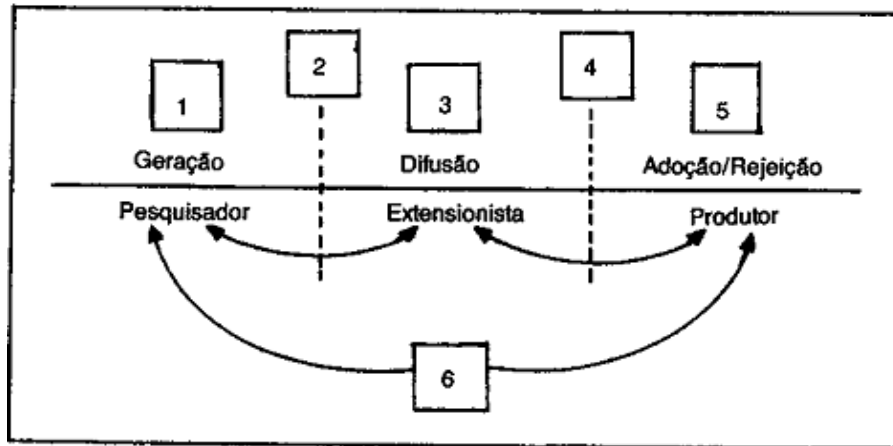 2
4
1
3
5
Geração
Difusão
Adoção/Rejeição
Pesquisador
Extensionista
Produtor
6